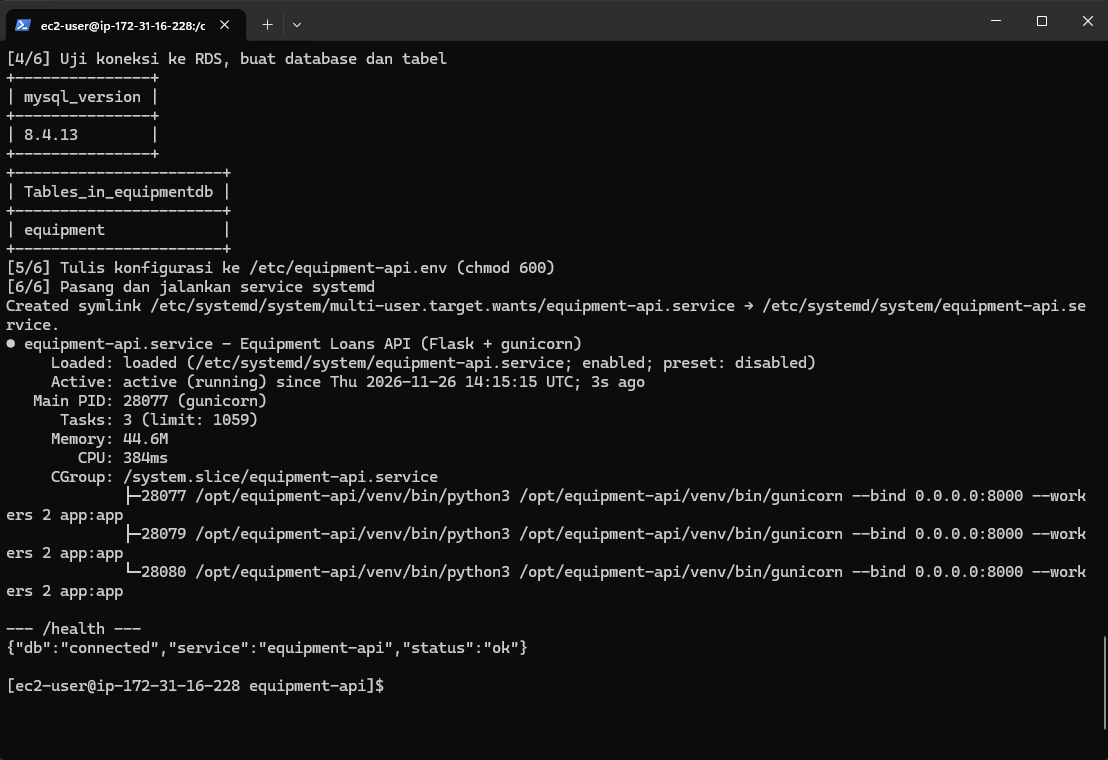 ec2-user@ip-172-31-16-228:/c
[4/6] Uji koneksi ke RDS, buat database dan tabel
+---------------+
| mysql_version |
+---------------+
| 8.4.13        |
+---------------+
+-----------------------+
| Tables_in_equipmentdb |
+-----------------------+
| equipment             |
+-----------------------+
[5/6] Tulis konfigurasi ke /etc/equipment-api.env (chmod 600)
[6/6] Pasang dan jalankan service systemd
Created symlink /etc/systemd/system/multi-user.target.wants/equipment-api.service → /etc/systemd/system/equipment-api.se
rvice.
● equipment-api.service - Equipment Loans API (Flask + gunicorn)
     Loaded: loaded (/etc/systemd/system/equipment-api.service; enabled; preset: disabled)
     Active: active (running) since Thu 2026-11-26 14:15:15 UTC; 3s ago
   Main PID: 28077 (gunicorn)
      Tasks: 3 (limit: 1059)
     Memory: 44.6M
        CPU: 384ms
     CGroup: /system.slice/equipment-api.service
             ├─28077 /opt/equipment-api/venv/bin/python3 /opt/equipment-api/venv/bin/gunicorn --bind 0.0.0.0:8000 --work
ers 2 app:app
             ├─28079 /opt/equipment-api/venv/bin/python3 /opt/equipment-api/venv/bin/gunicorn --bind 0.0.0.0:8000 --work
ers 2 app:app
             └─28080 /opt/equipment-api/venv/bin/python3 /opt/equipment-api/venv/bin/gunicorn --bind 0.0.0.0:8000 --work
ers 2 app:app
--- /health ---
{"db":"connected","service":"equipment-api","status":"ok"}
[ec2-user@ip-172-31-16-228 equipment-api]$